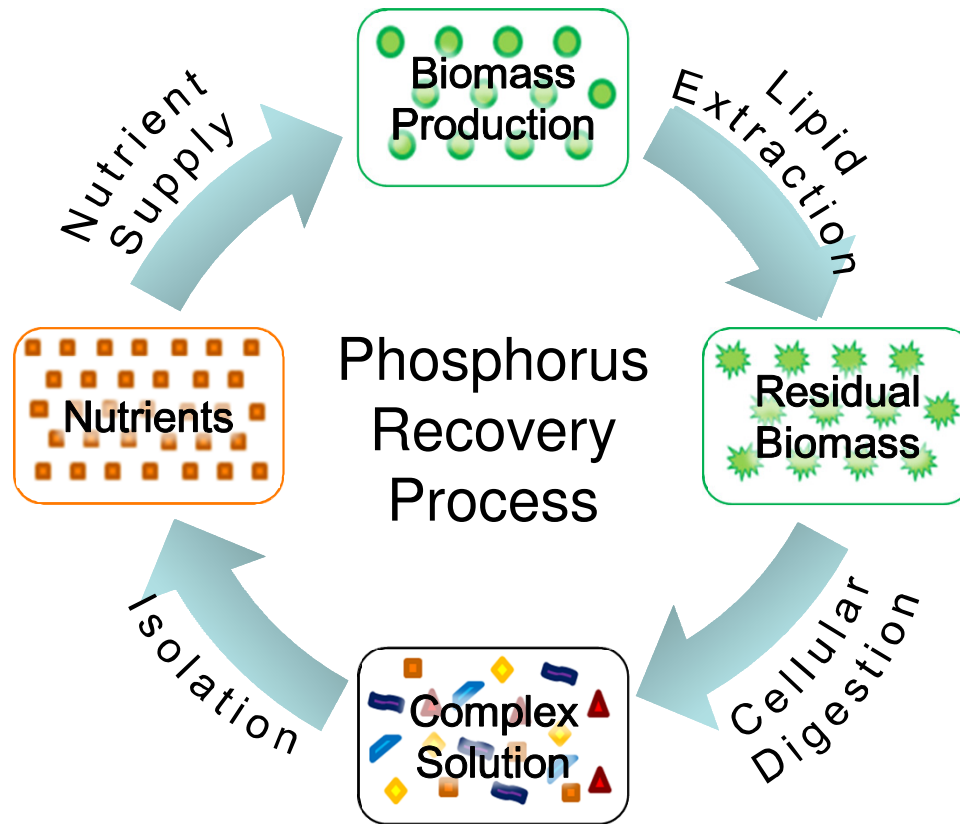 Biomass
Production
Lipid
Extraction
Residual
Biomass
Cellular
Digestion
Complex
Solution
Isolation
Nutrients
Nutrient
Supply
Phosphorus
Recovery
Process